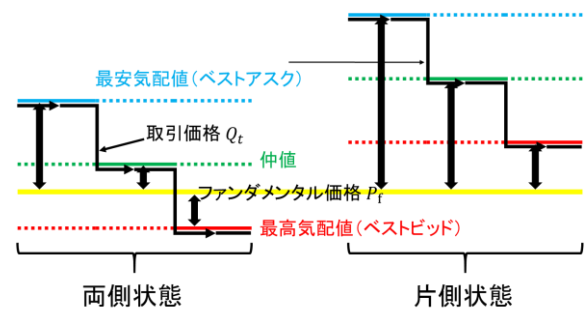 最安気配値(ベストアスク)
取引価格 Qt
仲値
ファンダメンタル価格 Pf
最高気配値(ベストビッド)
両側状態
片側状態